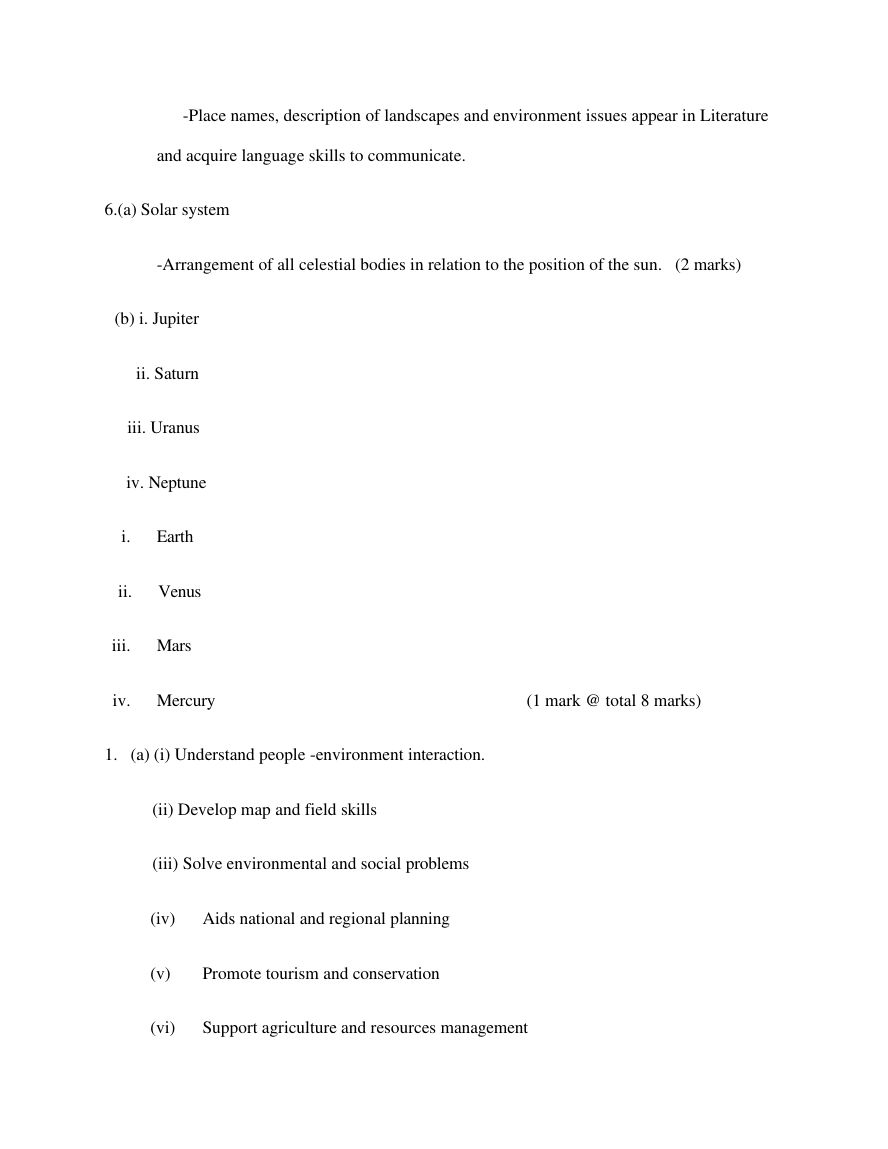 -Place names, description of landscapes and environment issues appear in Literature
and acquire language skills to communicate.
6.(a) Solar system
-Arrangement of all celestial bodies in relation to the position of the sun. (2 marks)
(b) i. Jupiter
ii. Saturn
iii. Uranus
iv. Neptune
i. Earth
ii. Venus
iii. Mars
iv. Mercury (1 mark @ total 8 marks)
1. (a) (i) Understand people -environment interaction.
(ii) Develop map and field skills
(iii) Solve environmental and social problems
(iv) Aids national and regional planning
(v) Promote tourism and conservation
(vi) Support agriculture and resources management